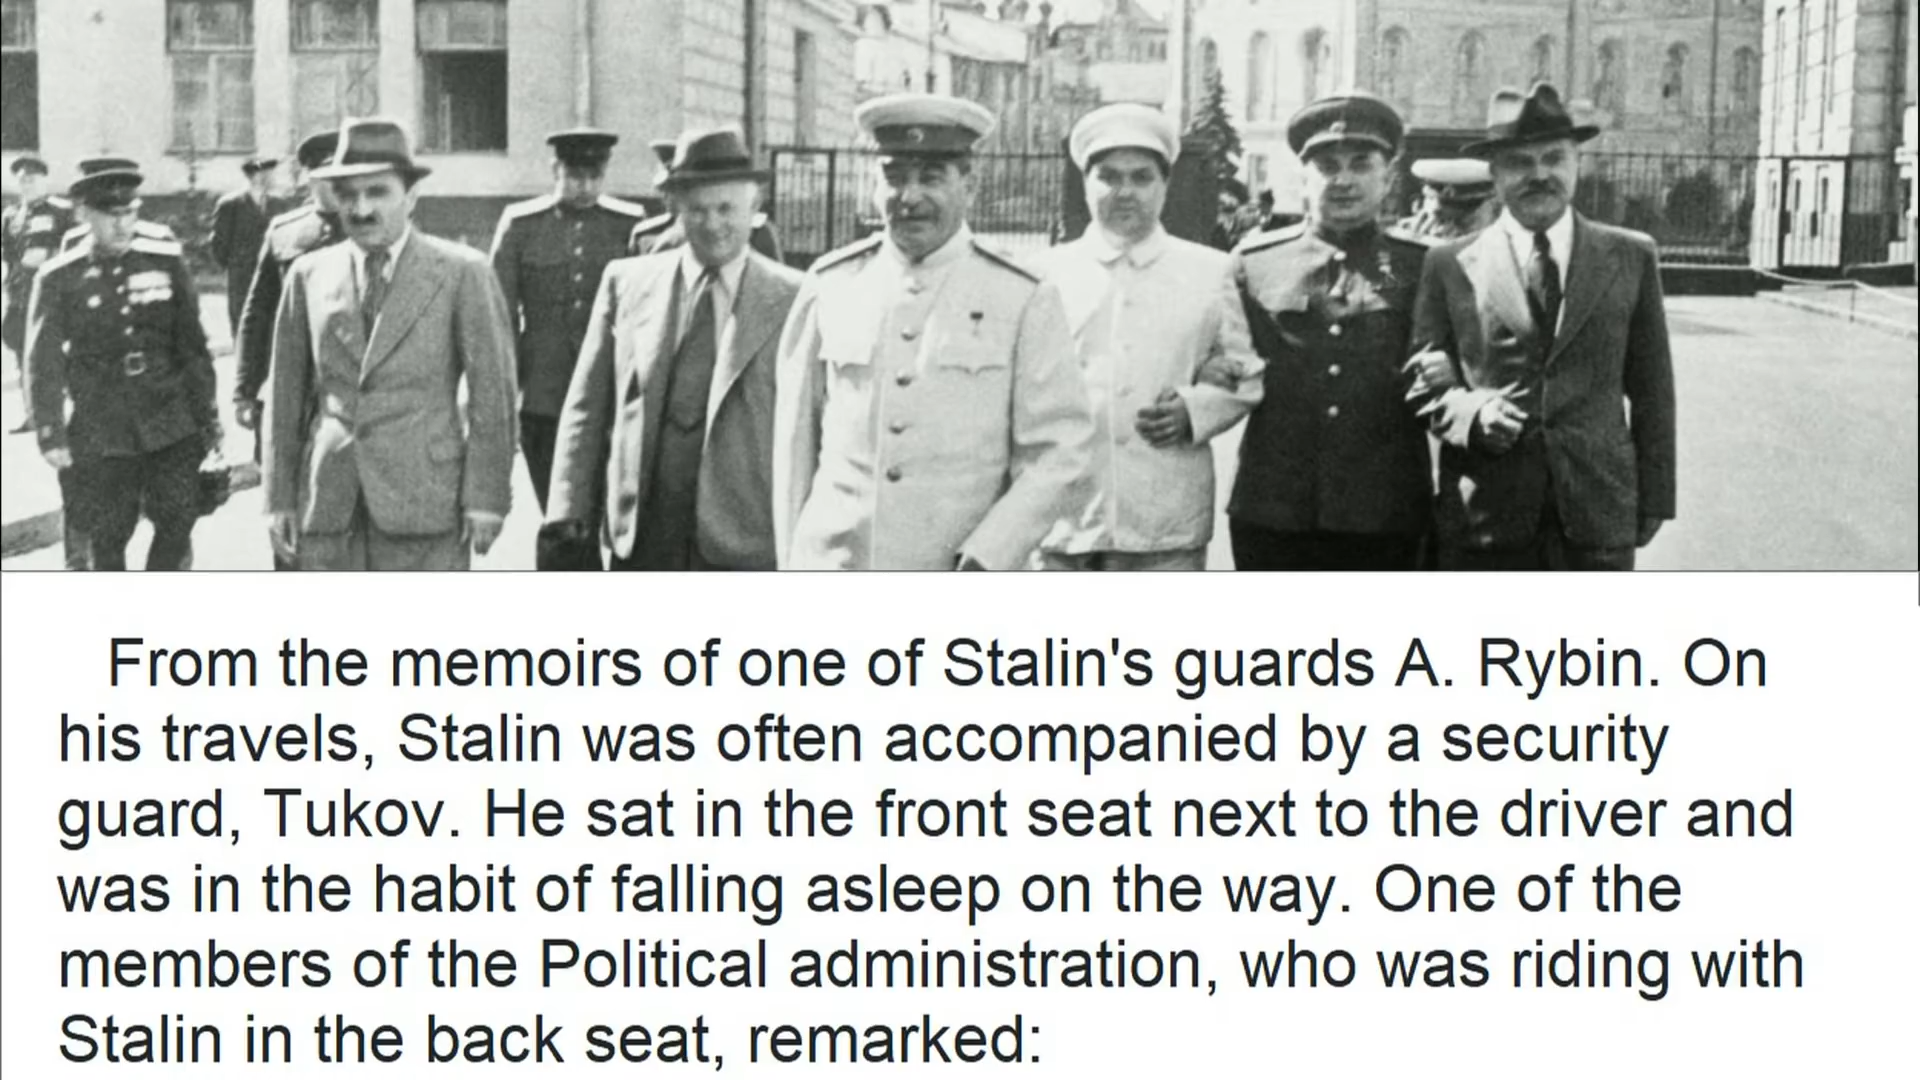 From the memoirs of one of Stalin's guards A. Rybin. On
his travels, Stalin was often accompanied by a security
guard, Tukov. He sat in the front seat next to the driver and
was in the habit of falling asleep on the way. One of the
members of the Political administration, who was riding with
Stalin in the back seat, remarked: